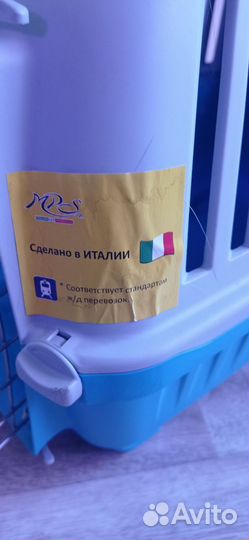 MPS
Сделано в ИТАЛИИ
* Соответствует стандартам
ж/д перевозок.
Avito